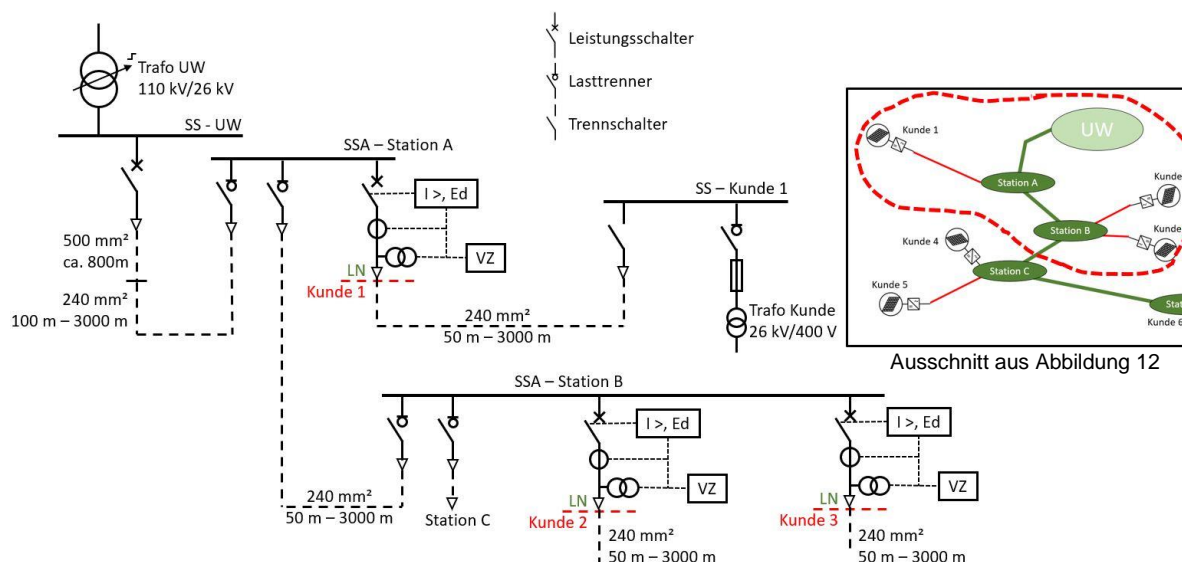 Leistungsschalter
Lasttrenner
Trennschalter
Trafo UW
110 kV/26 kV
SS - UW
500 mm²
ca. 800m
240 mm²
100 m – 3000 m
SSA – Station A
I >, Ed
VZ
LN
Kunde 1
240 mm²
50 m – 3000 m
SS – Kunde 1
Trafo Kunde
26 kV/400 V
SSA – Station B
240 mm²
50 m – 3000 m
Station C
I >, Ed
VZ
LN
Kunde 2
240 mm²
50 m – 3000 m
I >, Ed
VZ
LN
Kunde 3
240 mm²
50 m – 3000 m
UW
Kunde 1
Station A
Kunde
Station B
Kunde
Kunde 4
Station C
Kunde 5
Stat
Kunde 6
Ausschnitt aus Abbildung 12